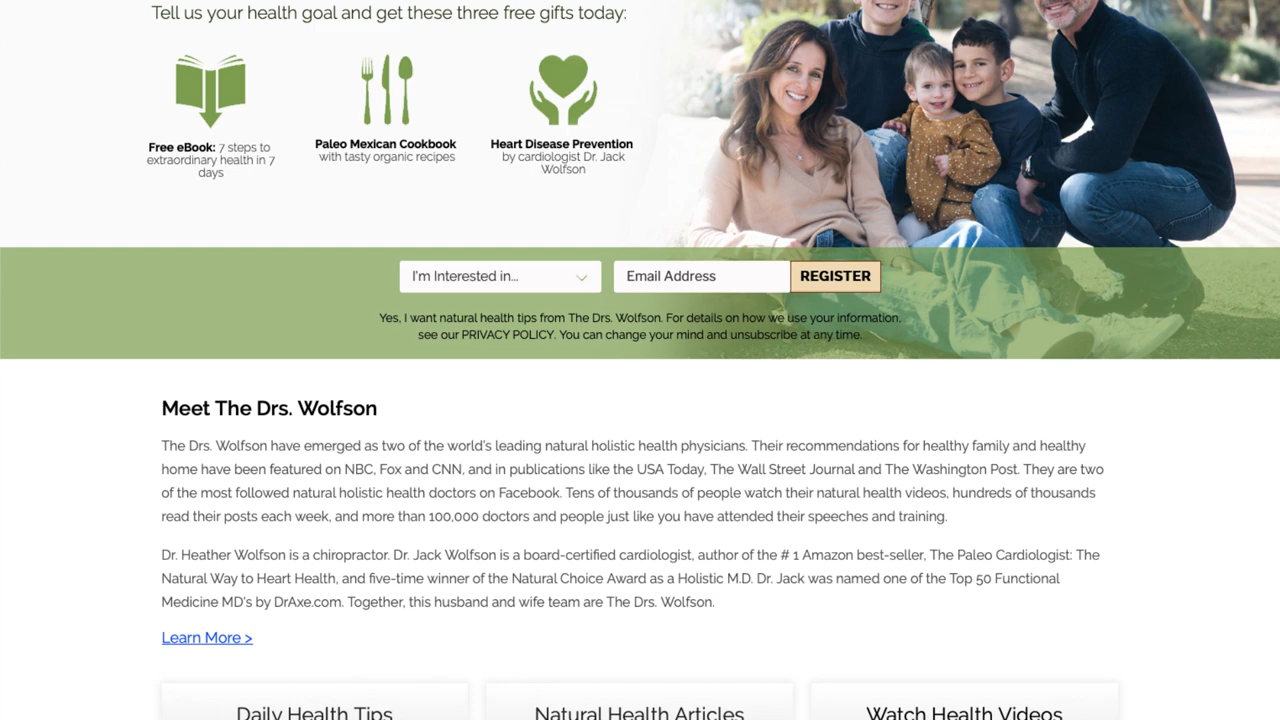 Tell us your health goal and get these three free gifts today:
Free eBook: 7 steps to
extraordinary health in 7
days
Paleo Mexican Cookbook
with tasty organic recipes
Heart Disease Prevention
by cardiologist Dr. Jack
Wolfson
I'm Interested in...
Email Address
REGISTER
Yes, I want natural health tips from The Drs. Wolfson. For details on how we use your information,
see our PRIVACY POLICY. You can change your mind and unsubscribe at any time.
Meet The Drs. Wolfson
The Drs. Wolfson have emerged as two of the world's leading natural holistic health physicians. Their recommendations for healthy family and healthy
home have been featured on NBC, Fox and CNN, and in publications like the USA Today, The Wall Street Journal and The Washington Post. They are two
of the most followed natural holistic health doctors on Facebook. Tens of thousands of people watch their natural health videos, hundreds of thousands
read their posts each week, and more than 100,000 doctors and people just like you have attended their speeches and training.
Dr. Heather Wolfson is a chiropractor. Dr. Jack Wolfson is a board-certified cardiologist, author of the # 1 Amazon best-seller, The Paleo Cardiologist: The
Natural Way to Heart Health, and five-time winner of the Natural Choice Award as a Holistic M.D. Dr. Jack was named one of the Top 50 Functional
Medicine MD's by DrAxe.com. Together, this husband and wife team are The Drs. Wolfson.
Learn More >
Daily Health Tips
Natural Health Articles
Watch Health Videos